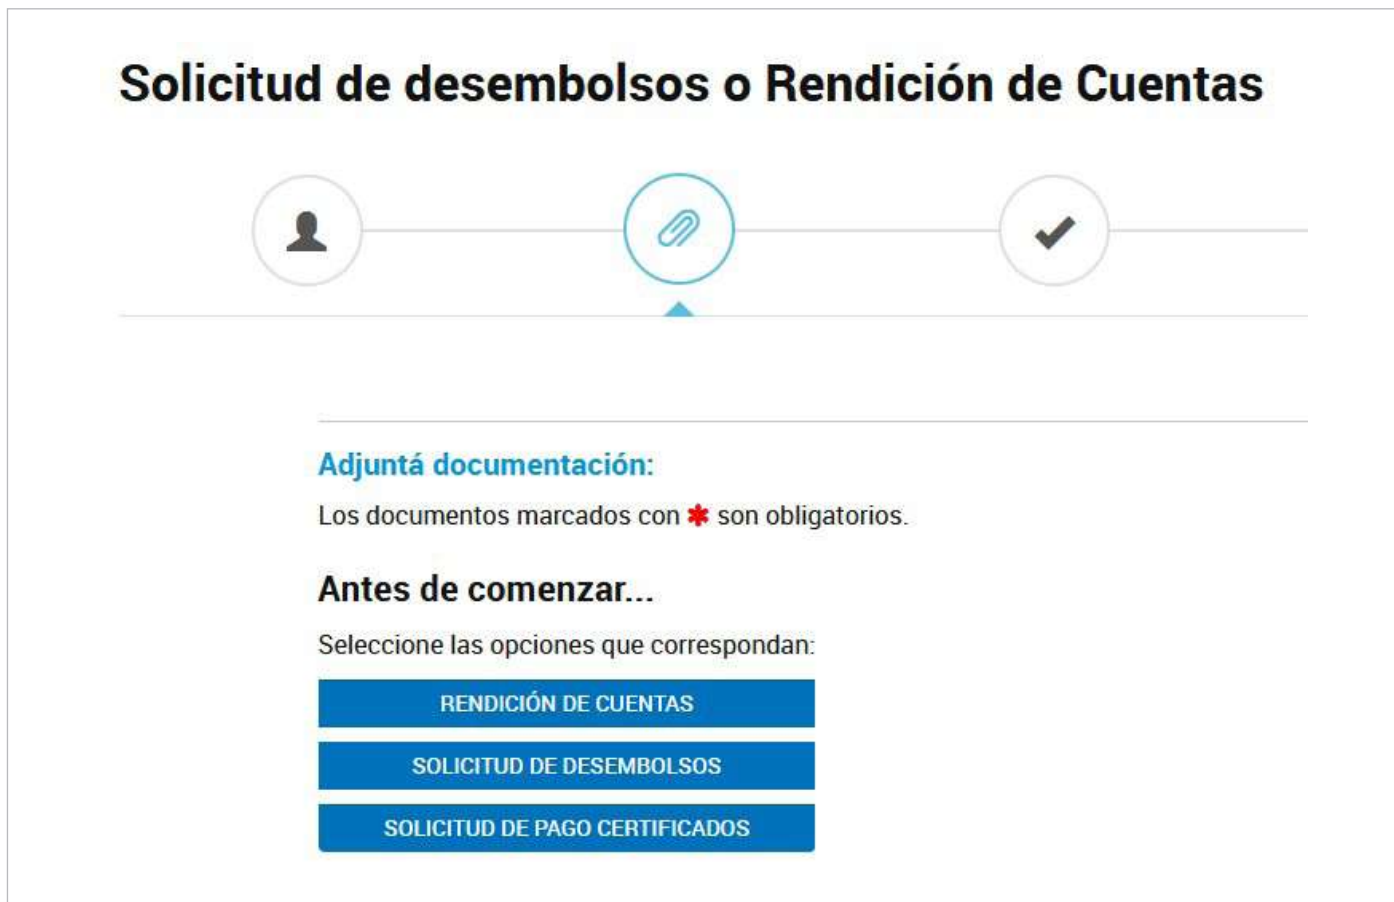 Solicitud de desembolsos o Rendición de Cuentas
Adjuntá documentación:
Los documentos marcados con * son obligatorios.
Antes de comenzar...
Seleccione las opciones que correspondan:
RENDICIÓN DE CUENTAS
SOLICITUD DE DESEMBOLSOS
SOLICITUD DE PAGO CERTIFICADOS